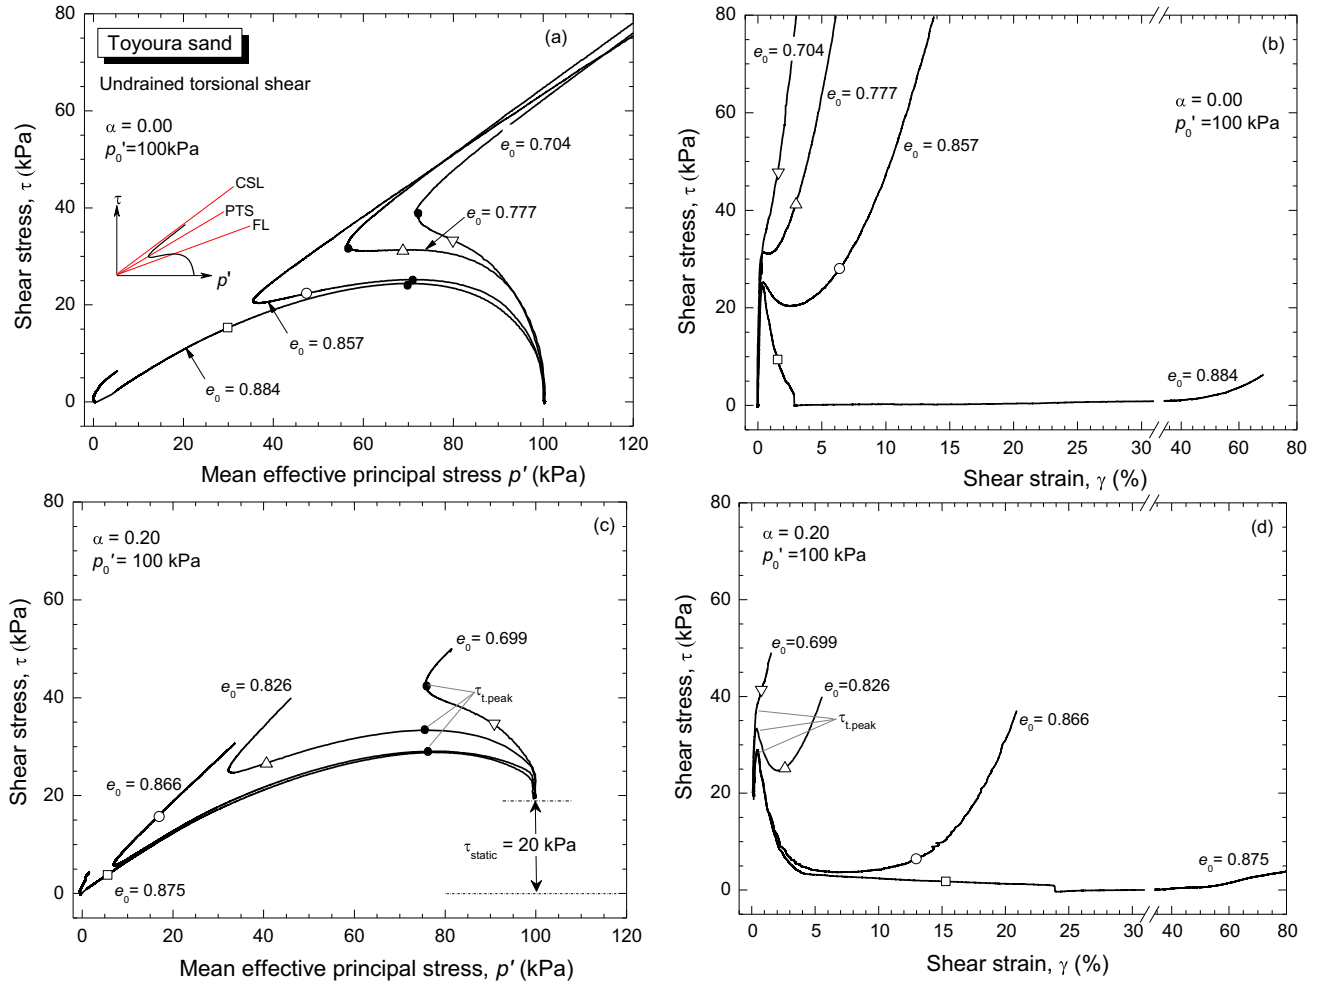 (a)
Toyoura sand
Undrained torsional shear
α = 0.00
p0'=100kPa
τ
CSL
PTS
FL
p'
e0 = 0.704
e0 = 0.777
e0 = 0.857
e0 = 0.884
80
60
40
20
0
0 20 40 60 80 100 120
Shear stress, τ (kPa)
Mean effective principal stress p' (kPa)
(b)
e0= 0.704
e0= 0.777
e0= 0.857
α = 0.00
p0'=100 kPa
e0= 0.884
80
60
40
20
0
0 5 10 15 20 25 30 40 60 80
Shear stress, τ (kPa)
Shear strain, γ (%)
(c)
α = 0.20
p0'= 100 kPa
e0= 0.699
e0= 0.826
τt.peak
e0= 0.866
τstatic = 20 kPa
e0= 0.875
80
60
40
20
0
0 20 40 60 80 100 120
Shear stress, τ (kPa)
Mean effective principal stress, p' (kPa)
(d)
α = 0.20
p0' =100 kPa
e0=0.699
e0=0.826
τt.peak
e0= 0.866
e0= 0.875
80
60
40
20
0
0 5 10 15 20 25 30 40 60 80
Shear stress, τ (kPa)
Shear strain, γ (%)